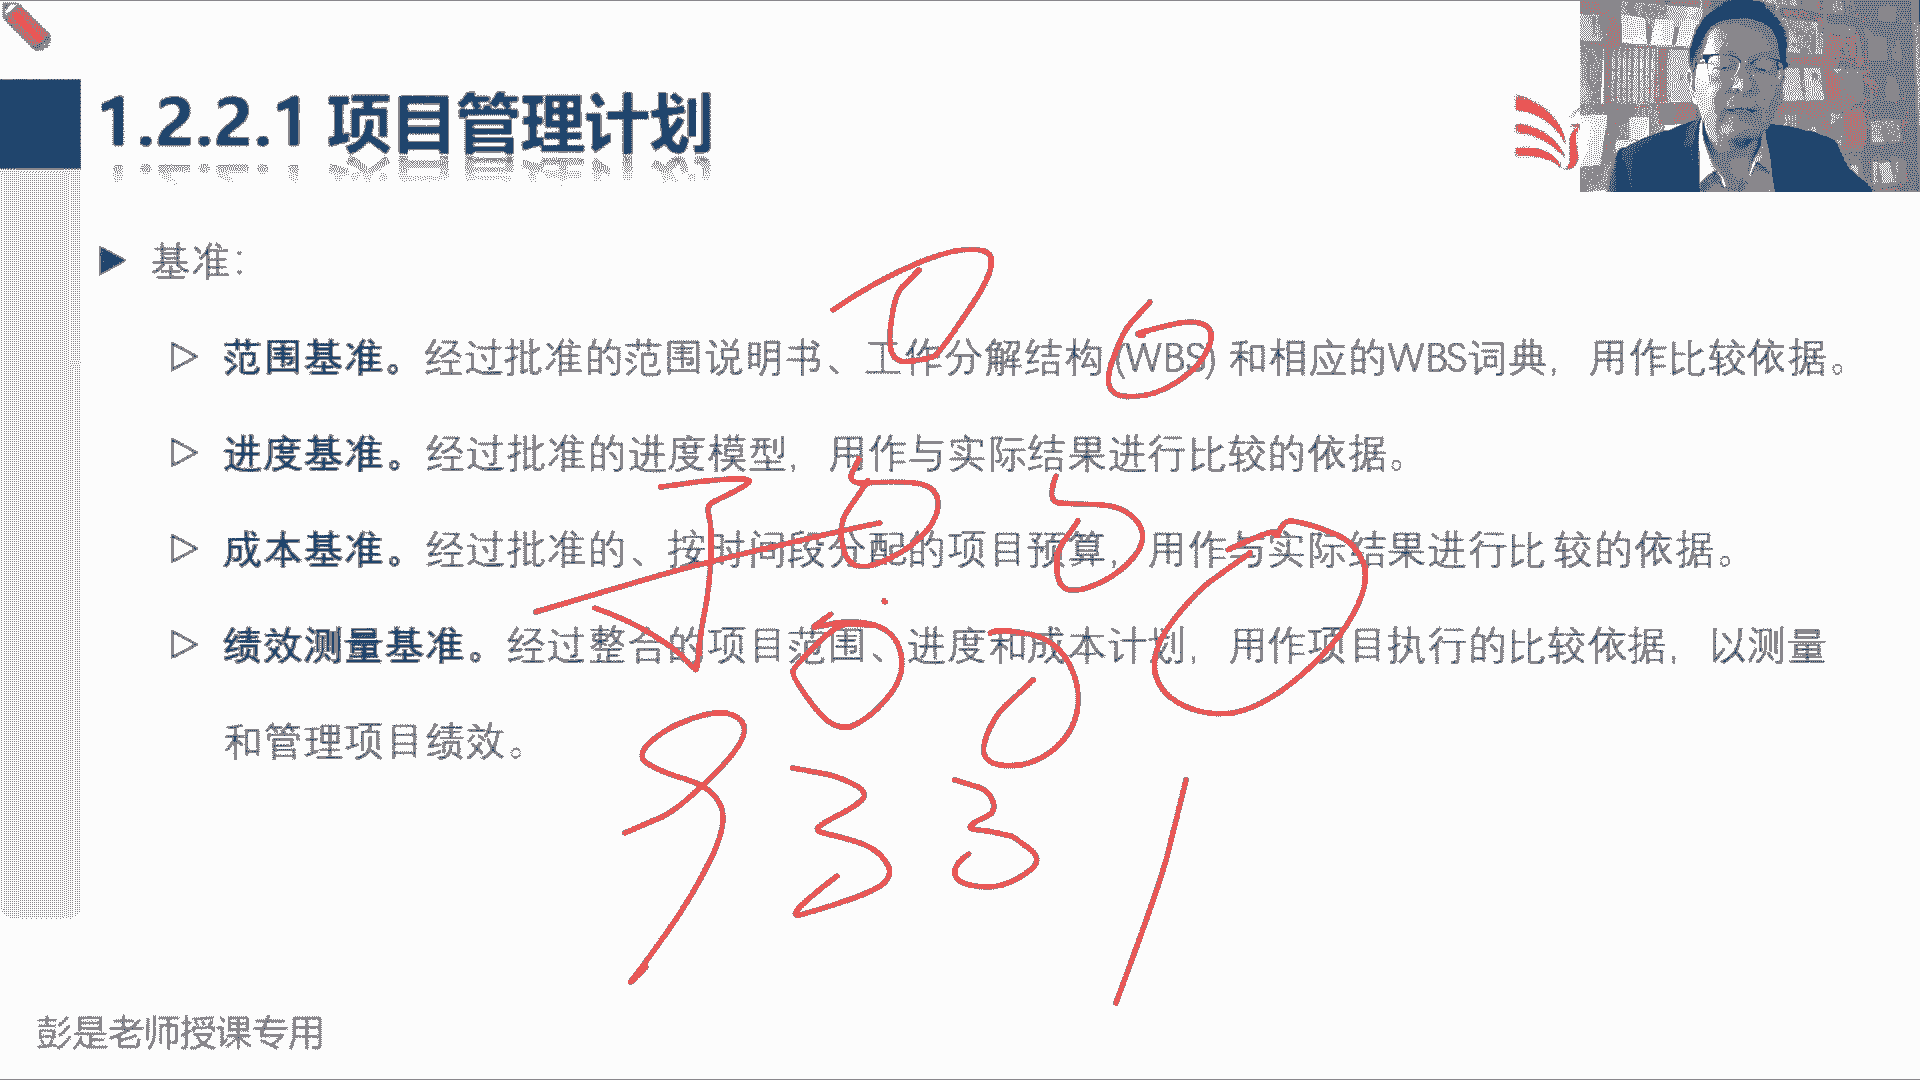 1.2.2.1 项目管理计划
基准：
范围基准。经过批准的范围说明书、工作分解结构 (WBS) 和相应的WBS词典，用作比较依据。
进度基准。经过批准的进度模型，用作与实际结果进行比较的依据。
成本基准。经过批准的、按时间段分配的项目预算，用作与实际结果进行比较的依据。
绩效测量基准。经过整合的项目范围、进度和成本计划，用作项目执行的比较依据，以测量
和管理项目绩效。
彭是老师授课专用